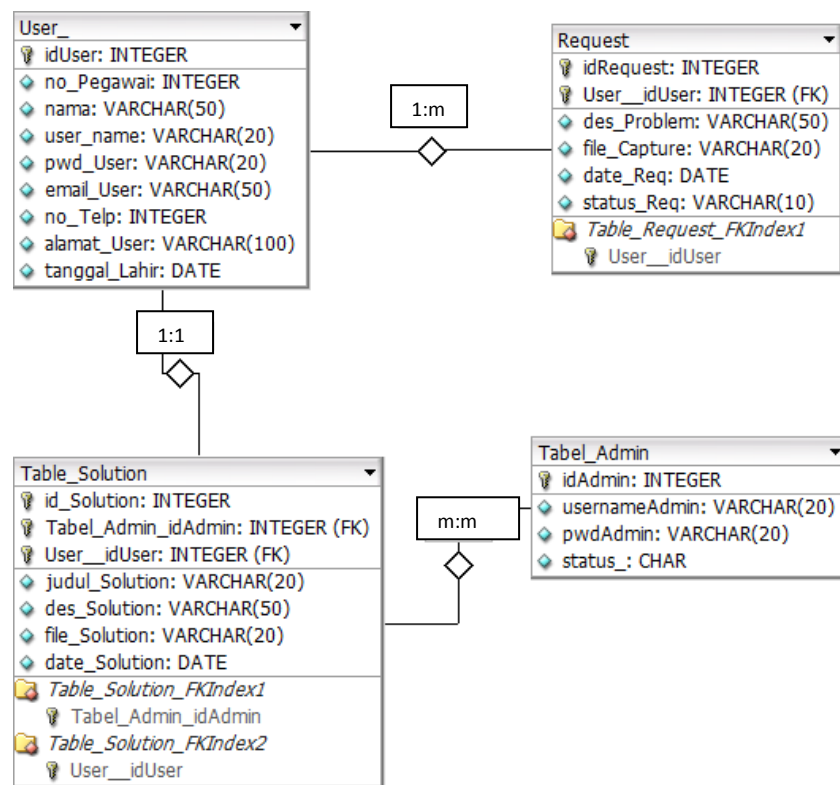 User_
idUser: INTEGER
no_Pegawai: INTEGER
nama: VARCHAR(50)
user_name: VARCHAR(20)
pwd_User: VARCHAR(20)
email_User: VARCHAR(50)
no_Telp: INTEGER
alamat_User: VARCHAR(100)
tanggal_Lahir: DATE
1:m
Request
idRequest: INTEGER
User__idUser: INTEGER (FK)
des_Problem: VARCHAR(50)
file_Capture: VARCHAR(20)
date_Req: DATE
status_Req: VARCHAR(10)
Table_Request_FKIndex1
User__idUser
1:1
Table_Solution
id_Solution: INTEGER
Tabel_Admin_idAdmin: INTEGER (FK)
User__idUser: INTEGER (FK)
judul_Solution: VARCHAR(20)
des_Solution: VARCHAR(50)
file_Solution: VARCHAR(20)
date_Solution: DATE
Table_Solution_FKIndex1
Tabel_Admin_idAdmin
Table_Solution_FKIndex2
User__idUser
m:m
Tabel_Admin
idAdmin: INTEGER
usernameAdmin: VARCHAR(20)
pwdAdmin: VARCHAR(20)
status_: CHAR